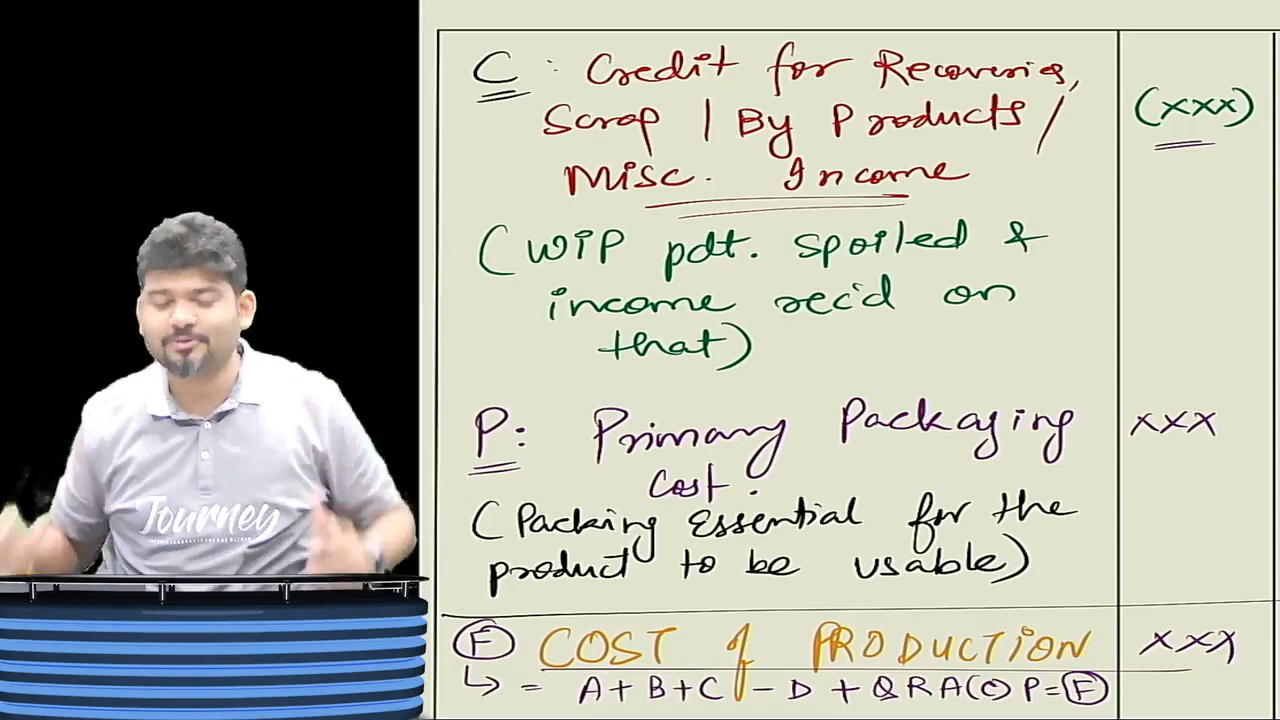 C : Credit for Recoveries, (xxx)
Scrap / By Products /
Misc. Income
(WIP pdt. spoiled &
income rec'd on
that)
P: Primary Packaging xxx
Cost.
(Packing Essential for the
product to be usable)
F COST of PRODUCTION xxx
↳ = A+B+C-D+QRA(C)P=F
Journey